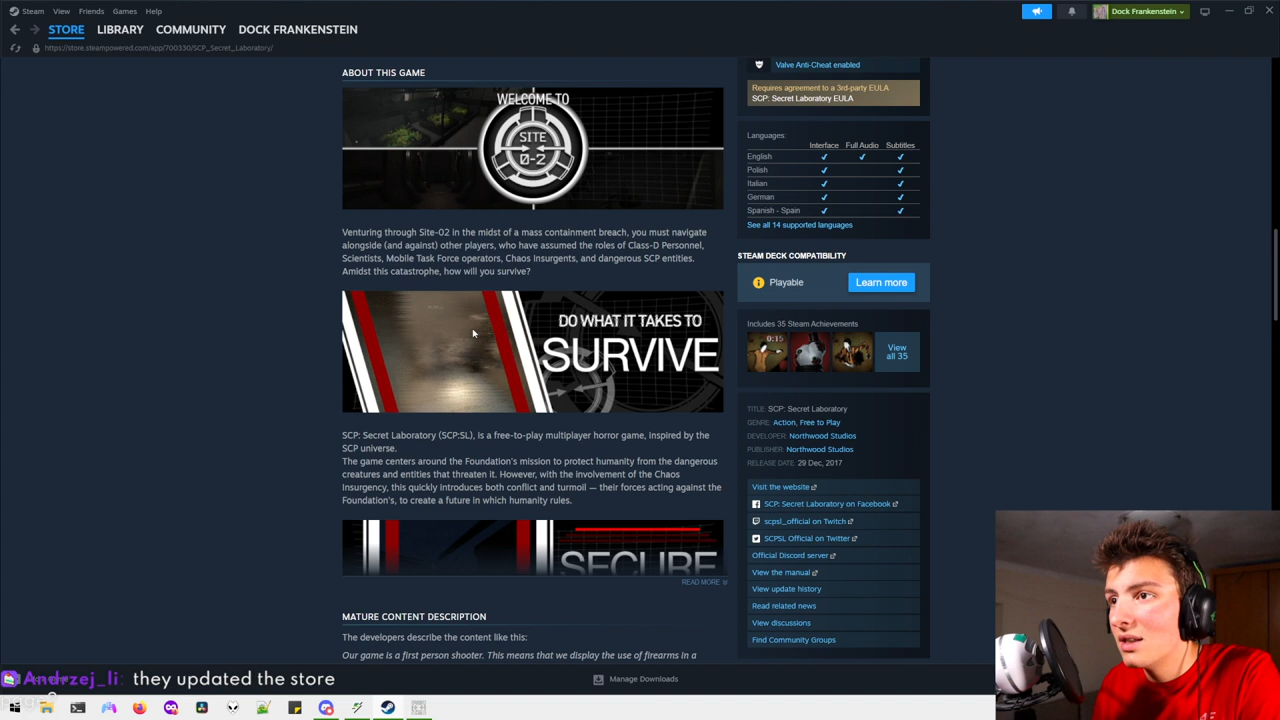 Steam View Friends Games Help
Dock Frankenstein
STORE LIBRARY COMMUNITY DOCK FRANKENSTEIN
https://store.steampowered.com/app/700330/SCP_Secret_Laboratory/
ABOUT THIS GAME
WELCOME TO
SITE
0-2
Venturing through Site-02 in the midst of a mass containment breach, you must navigate
alongside (and against) other players, who have assumed the roles of Class-D Personnel,
Scientists, Mobile Task Force operators, Chaos Insurgents, and dangerous SCP entities.
Amidst this catastrophe, how will you survive?
DO WHAT IT TAKES TO
SURVIVE
SCP: Secret Laboratory (SCP:SL), is a free-to-play multiplayer horror game, inspired by the
SCP universe.
The game centers around the Foundation's mission to protect humanity from the dangerous
creatures and entities that threaten it. However, with the involvement of the Chaos
Insurgency, this quickly introduces both conflict and turmoil — their forces acting against the
Foundation's, to create a future in which humanity rules.
SECURE
READ MORE
MATURE CONTENT DESCRIPTION
The developers describe the content like this:
Our game is a first person shooter. This means that we display the use of firearms in a
Valve Anti-Cheat enabled
Requires agreement to a 3rd-party EULA
SCP: Secret Laboratory EULA
Languages:
Interface Full Audio Subtitles
English ✔ ✔ ✔
Polish ✔ ✔
Italian ✔ ✔
German ✔ ✔
Spanish - Spain ✔ ✔
See all 14 supported languages
STEAM DECK COMPATIBILITY
Playable Learn more
Includes 35 Steam Achievements
0:15
View
all 35
TITLE: SCP: Secret Laboratory
GENRE: Action, Free to Play
DEVELOPER: Northwood Studios
PUBLISHER: Northwood Studios
RELEASE DATE: 29 Dec, 2017
Visit the website
SCP: Secret Laboratory on Facebook
scpsl_official on Twitch
SCPSL Official on Twitter
Official Discord server
View the manual
View update history
Read related news
View discussions
Find Community Groups
Andrzej_li: they updated the store
Manage Downloads